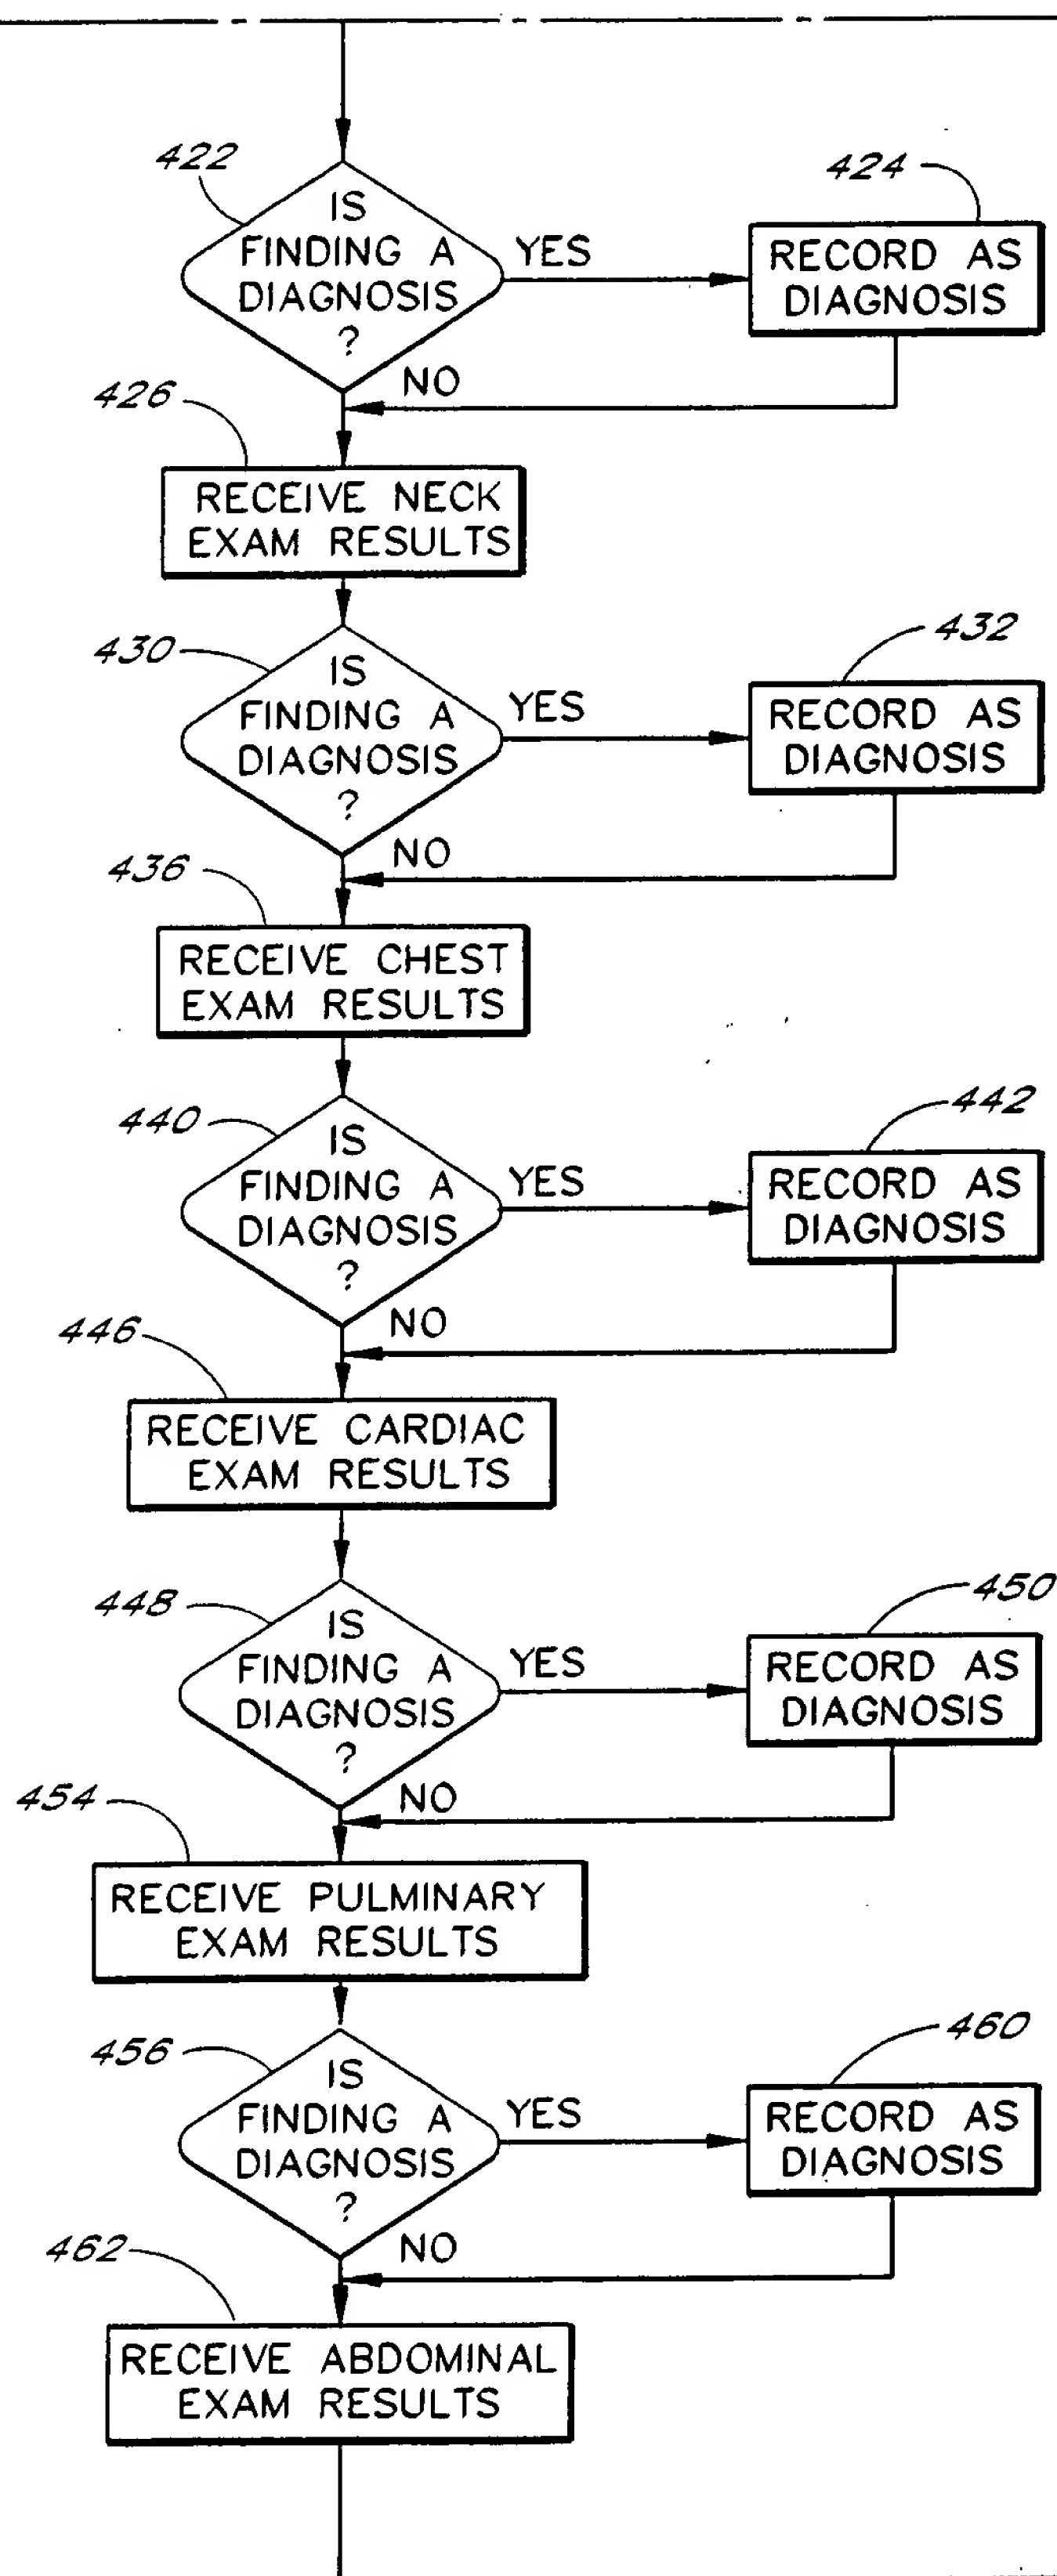 422
IS
FINDING A
DIAGNOSIS
?
YES
424
RECORD AS
DIAGNOSIS
NO
426
RECEIVE NECK
EXAM RESULTS
430
IS
FINDING A
DIAGNOSIS
?
YES
432
RECORD AS
DIAGNOSIS
NO
436
RECEIVE CHEST
EXAM RESULTS
440
IS
FINDING A
DIAGNOSIS
?
YES
442
RECORD AS
DIAGNOSIS
NO
446
RECEIVE CARDIAC
EXAM RESULTS
448
IS
FINDING A
DIAGNOSIS
?
YES
450
RECORD AS
DIAGNOSIS
NO
454
RECEIVE PULMINARY
EXAM RESULTS
456
IS
FINDING A
DIAGNOSIS
?
YES
460
RECORD AS
DIAGNOSIS
NO
462
RECEIVE ABDOMINAL
EXAM RESULTS